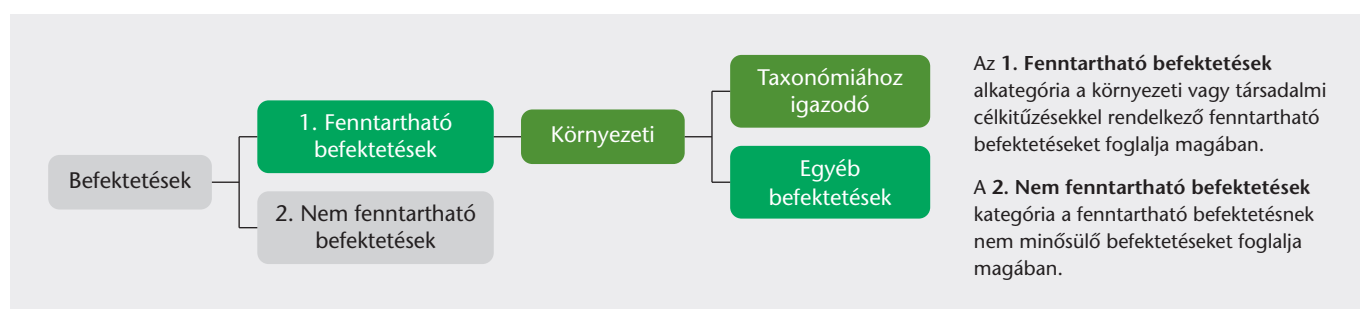 Befektetések
1. Fenntartható
befektetések
2. Nem fenntartható
befektetések
Környezeti
Taxonómiához
igazodó
Egyéb
befektetések
Az 1. Fenntartható befektetések
alkategória a környezeti vagy társadalmi
célkitűzésekkel rendelkező fenntartható
befektetéseket foglalja magában.
A 2. Nem fenntartható befektetések
kategória a fenntartható befektetésnek
nem minősülő befektetéseket foglalja
magában.